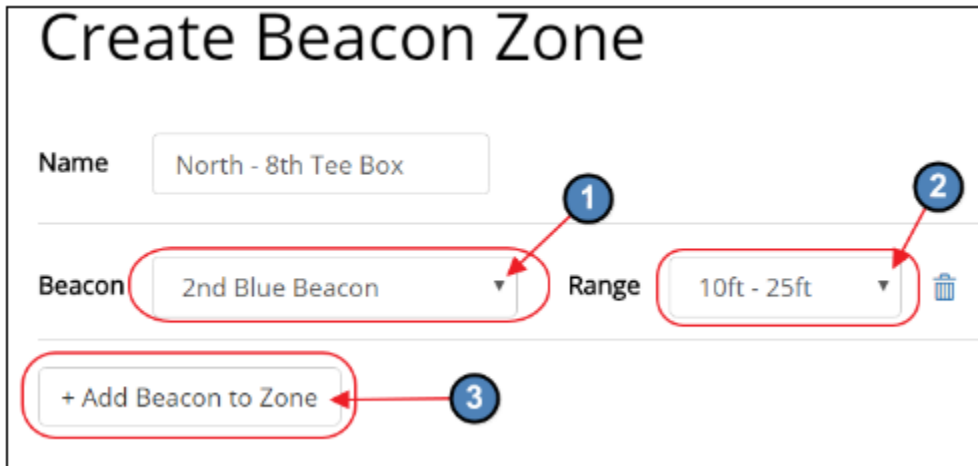 Create Beacon Zone
Name North - 8th Tee Box
1 2
Beacon 2nd Blue Beacon Range 10ft - 25ft
+ Add Beacon to Zone 3